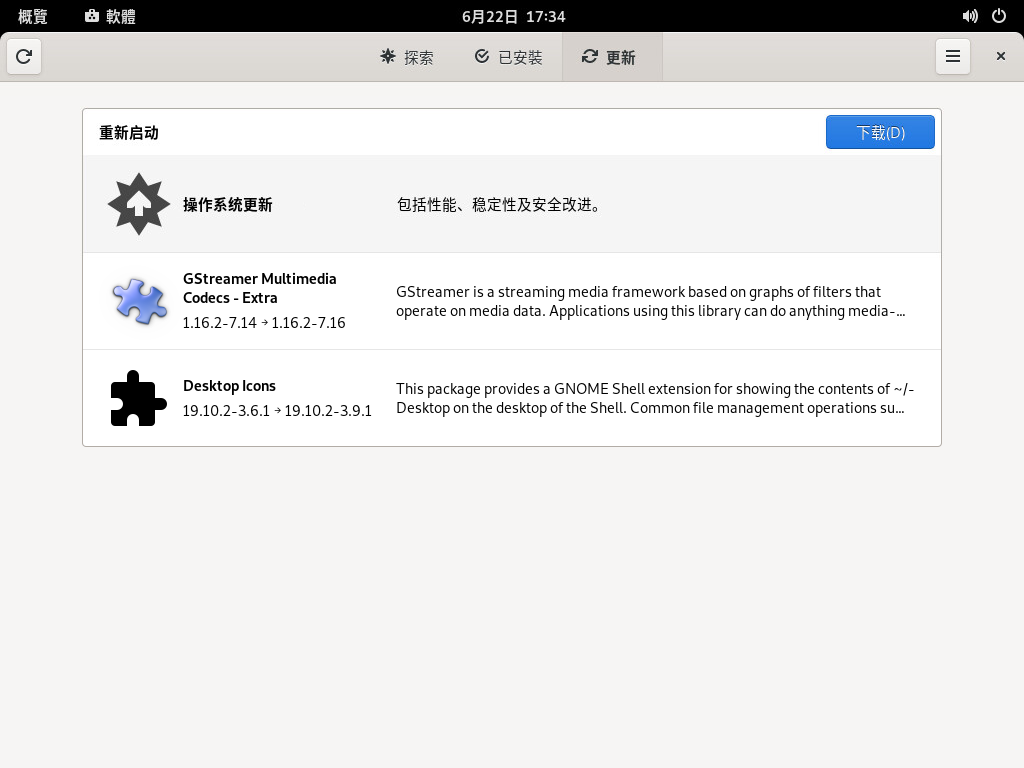 概覽
軟體
6月22日 17:34
探索
已安裝
更新
重新启动
下载(D)
操作系统更新
包括性能、稳定性及安全改进。
GStreamer Multimedia
Codecs - Extra
1.16.2-7.14 → 1.16.2-7.16
GStreamer is a streaming media framework based on graphs of filters that
operate on media data. Applications using this library can do anything media-…
Desktop Icons
19.10.2-3.6.1 → 19.10.2-3.9.1
This package provides a GNOME Shell extension for showing the contents of ~/-
Desktop on the desktop of the Shell. Common file management operations su…